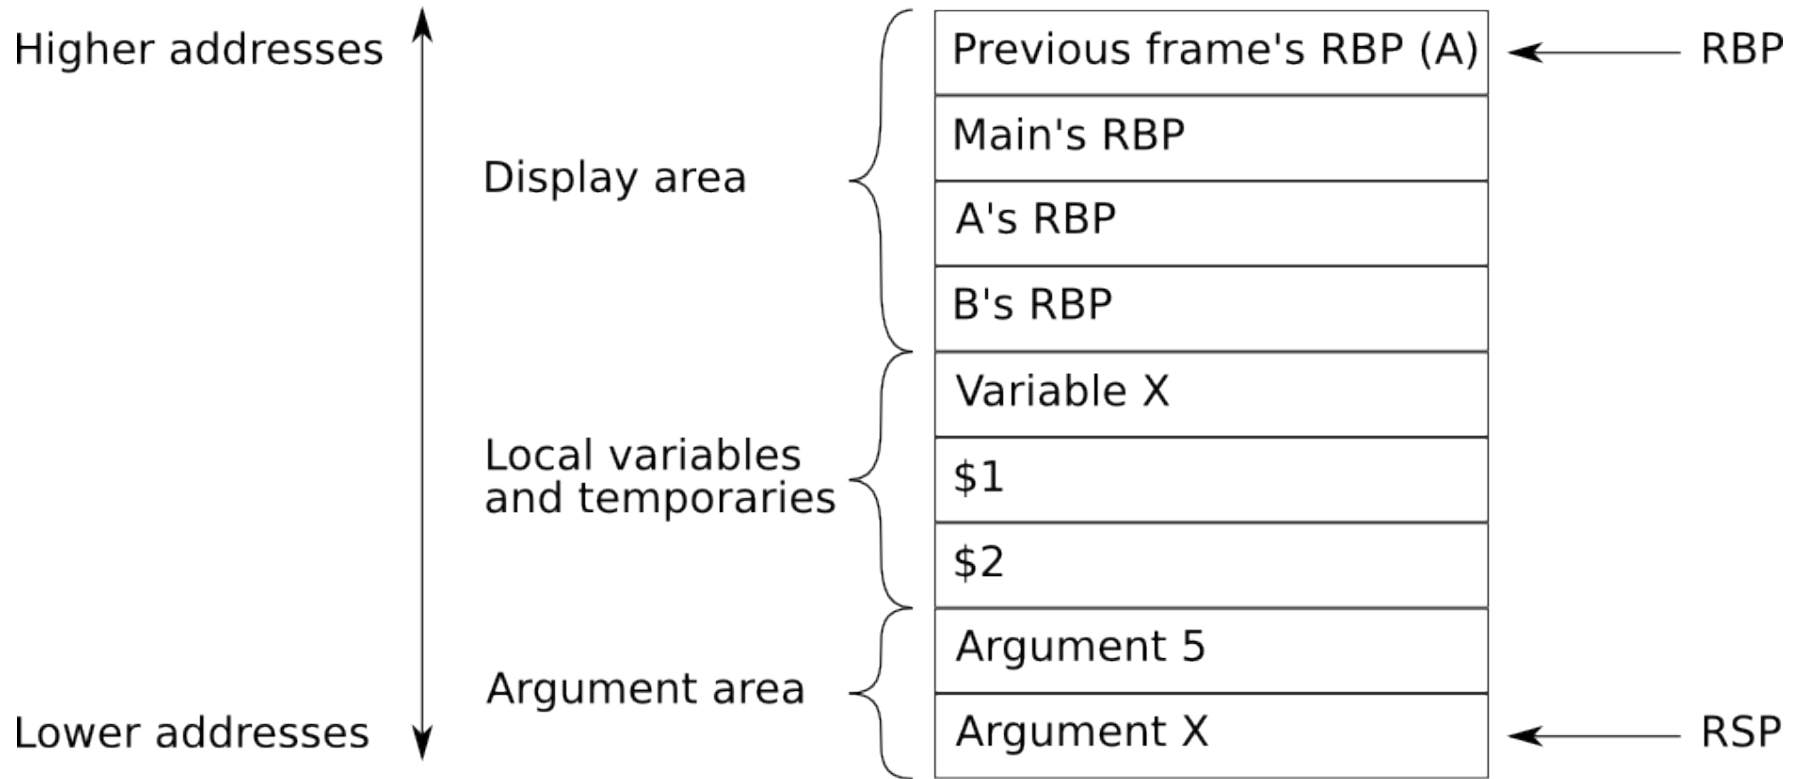 Higher addresses
Previous frame's RBP (A)
RBP
Main's RBP
Display area
A's RBP
B's RBP
Variable X
Local variables
and temporaries
$1
$2
Argument 5
Argument area
Lower addresses
Argument X
RSP